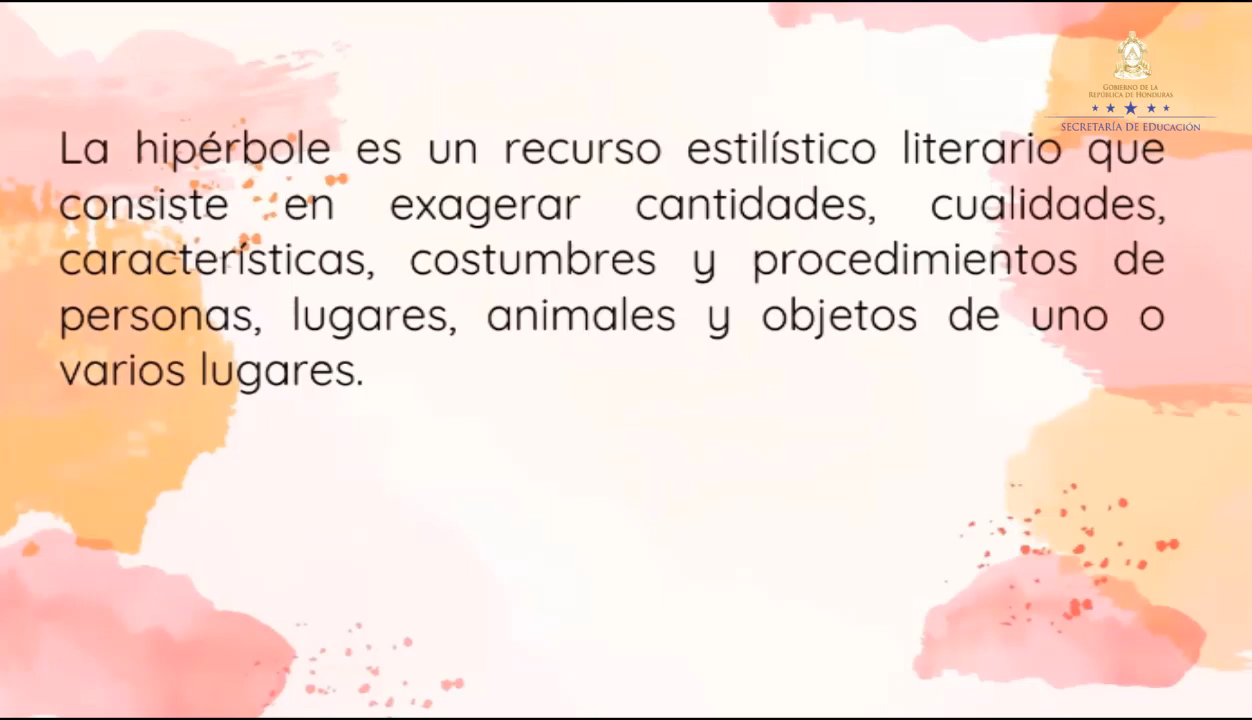 GOBIERNO DE LA
REPÚBLICA DE HONDURAS
SECRETARÍA DE EDUCACIÓN
La hipérbole es un recurso estilístico literario que
consiste en exagerar cantidades, cualidades,
características, costumbres y procedimientos de
personas, lugares, animales y objetos de uno o
varios lugares.